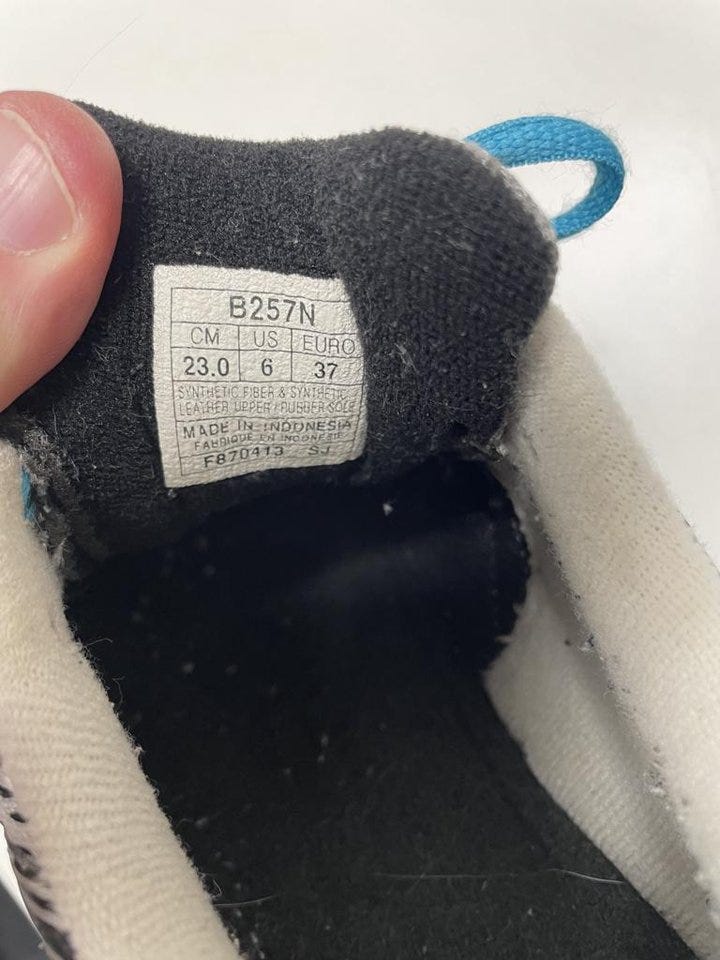 B257N
CM US EURO
23.0 6 37
SYNTHETIC FIBER & SYNTHETIC
LEATHER UPPER / RUBBER SOLE
MADE IN INDONESIA
FABRIQUE EN INDONESIE
F870413 SJ